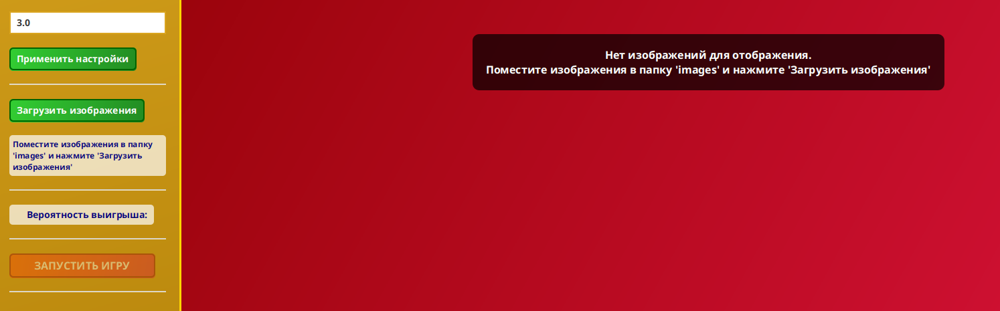 3.0
Применить настройки
Загрузить изображения
Поместите изображения в папку
'images' и нажмите 'Загрузить
изображения'
Вероятность выигрыша:
ЗАПУСТИТЬ ИГРУ
Нет изображений для отображения.
Поместите изображения в папку 'images' и нажмите 'Загрузить изображения'